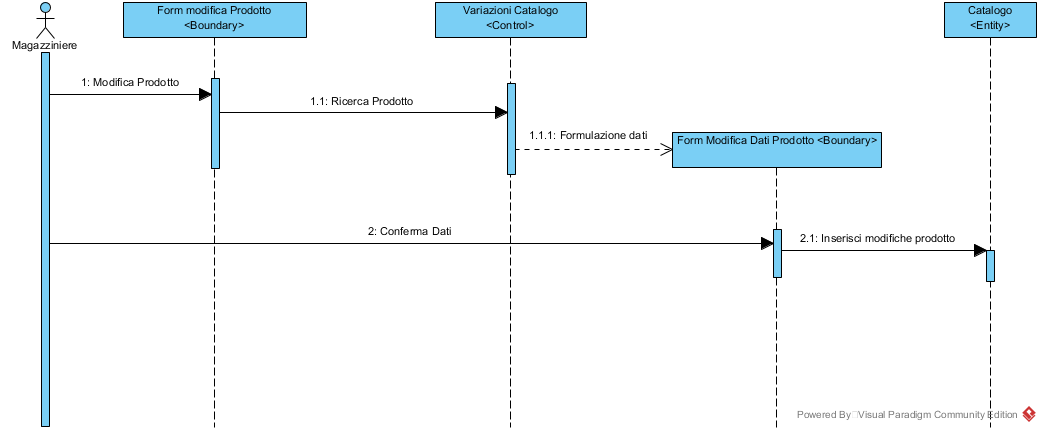 Form modifica Prodotto
<Boundary>
Variazioni Catalogo
<Control>
Catalogo
<Entity>
Magazziniere
1: Modifica Prodotto
1.1: Ricerca Prodotto
1.1.1: Formulazione dati
Form Modifica Dati Prodotto <Boundary>
2: Conferma Dati
2.1: Inserisci modifiche prodotto
Powered By Visual Paradigm Community Edition